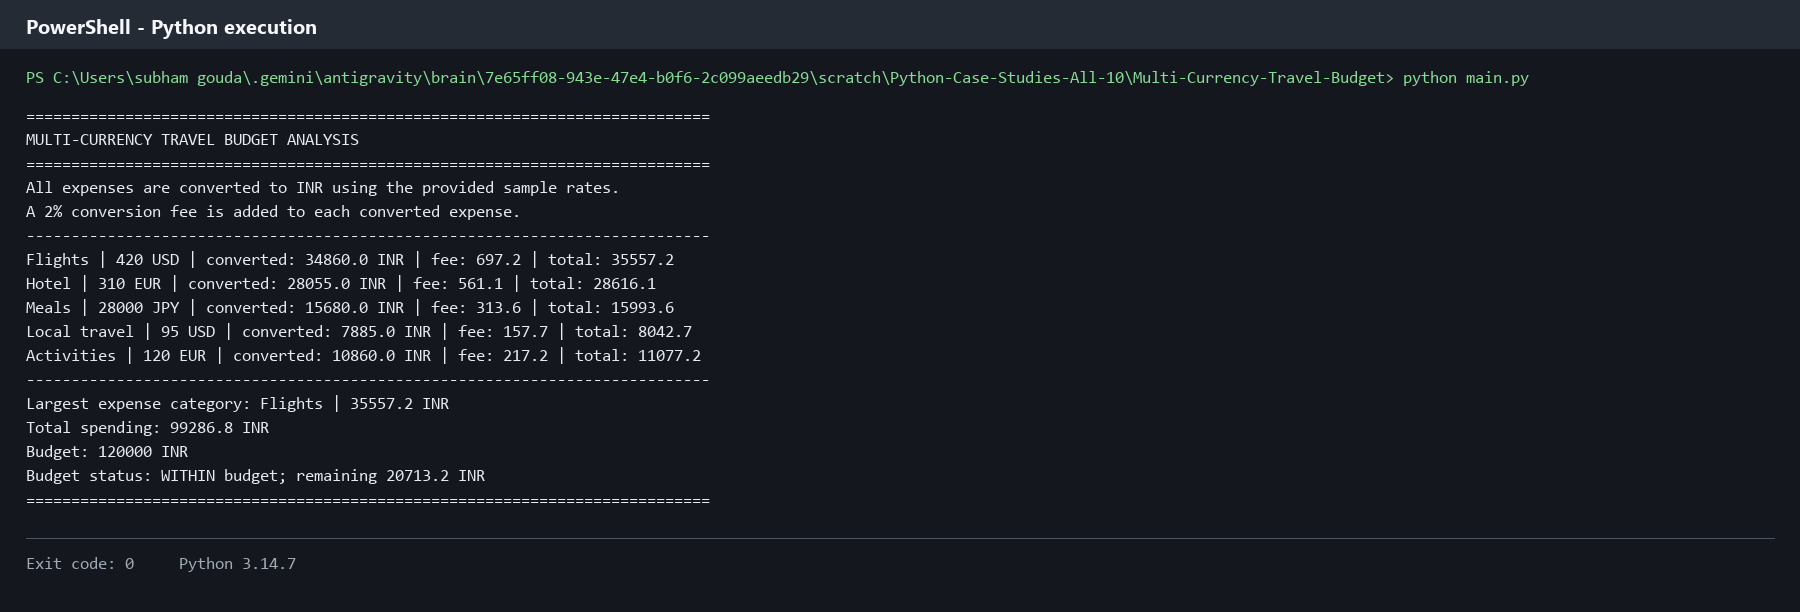 PowerShell - Python execution
PS C:\Users\subham gouda\.gemini\antigravity\brain\7e65ff08-943e-47e4-b0f6-2c099aeedb29\scratch\Python-Case-Studies-All-10\Multi-Currency-Travel-Budget> python main.py
============================================================================
MULTI-CURRENCY TRAVEL BUDGET ANALYSIS
============================================================================
All expenses are converted to INR using the provided sample rates.
A 2% conversion fee is added to each converted expense.
----------------------------------------------------------------------------
Flights | 420 USD | converted: 34860.0 INR | fee: 697.2 | total: 35557.2
Hotel | 310 EUR | converted: 28055.0 INR | fee: 561.1 | total: 28616.1
Meals | 28000 JPY | converted: 15680.0 INR | fee: 313.6 | total: 15993.6
Local travel | 95 USD | converted: 7885.0 INR | fee: 157.7 | total: 8042.7
Activities | 120 EUR | converted: 10860.0 INR | fee: 217.2 | total: 11077.2
----------------------------------------------------------------------------
Largest expense category: Flights | 35557.2 INR
Total spending: 99286.8 INR
Budget: 120000 INR
Budget status: WITHIN budget; remaining 20713.2 INR
============================================================================
Exit code: 0     Python 3.14.7